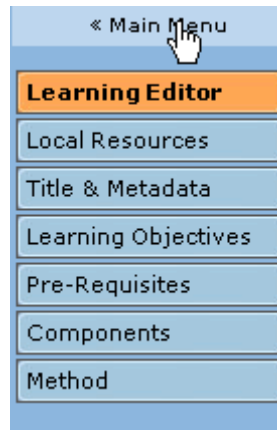 « Main Menu
Learning Editor
Local Resources
Title & Metadata
Learning Objectives
Pre-Requisites
Components
Method